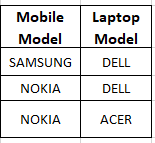 Mobile Model Laptop Model
SAMSUNG DELL
NOKIA DELL
NOKIA ACER